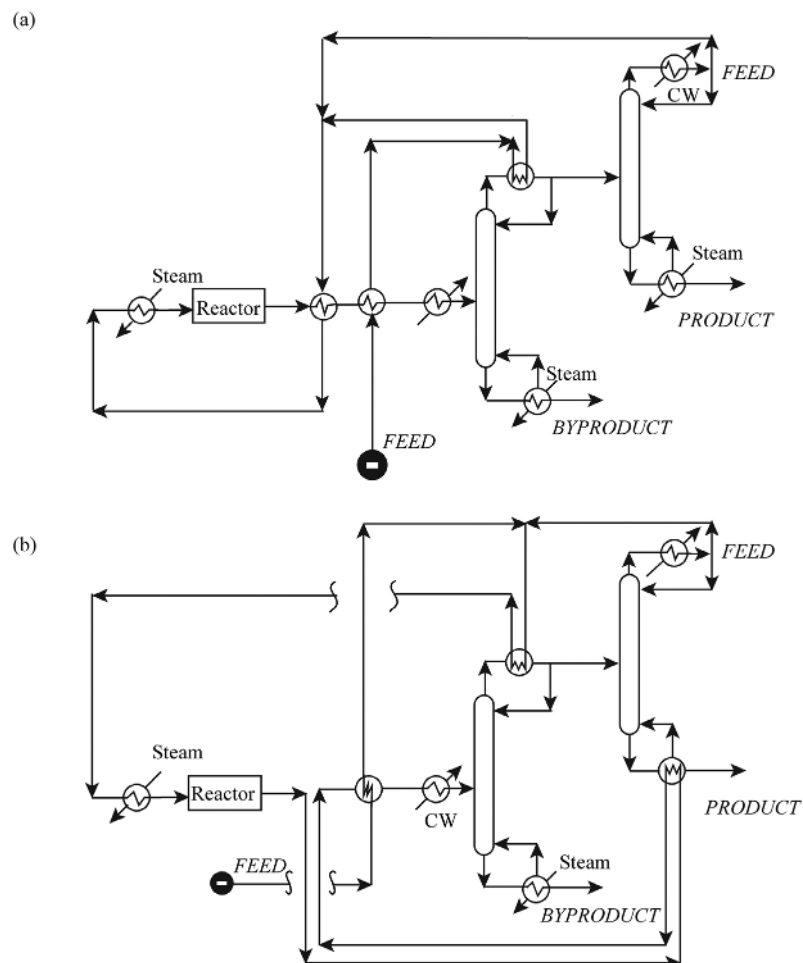 (a)
FEED
CW
Steam
Reactor
Steam
PRODUCT
Steam
BYPRODUCT
FEED
(b)
FEED
Steam
Reactor
CW
PRODUCT
FEED
Steam
BYPRODUCT